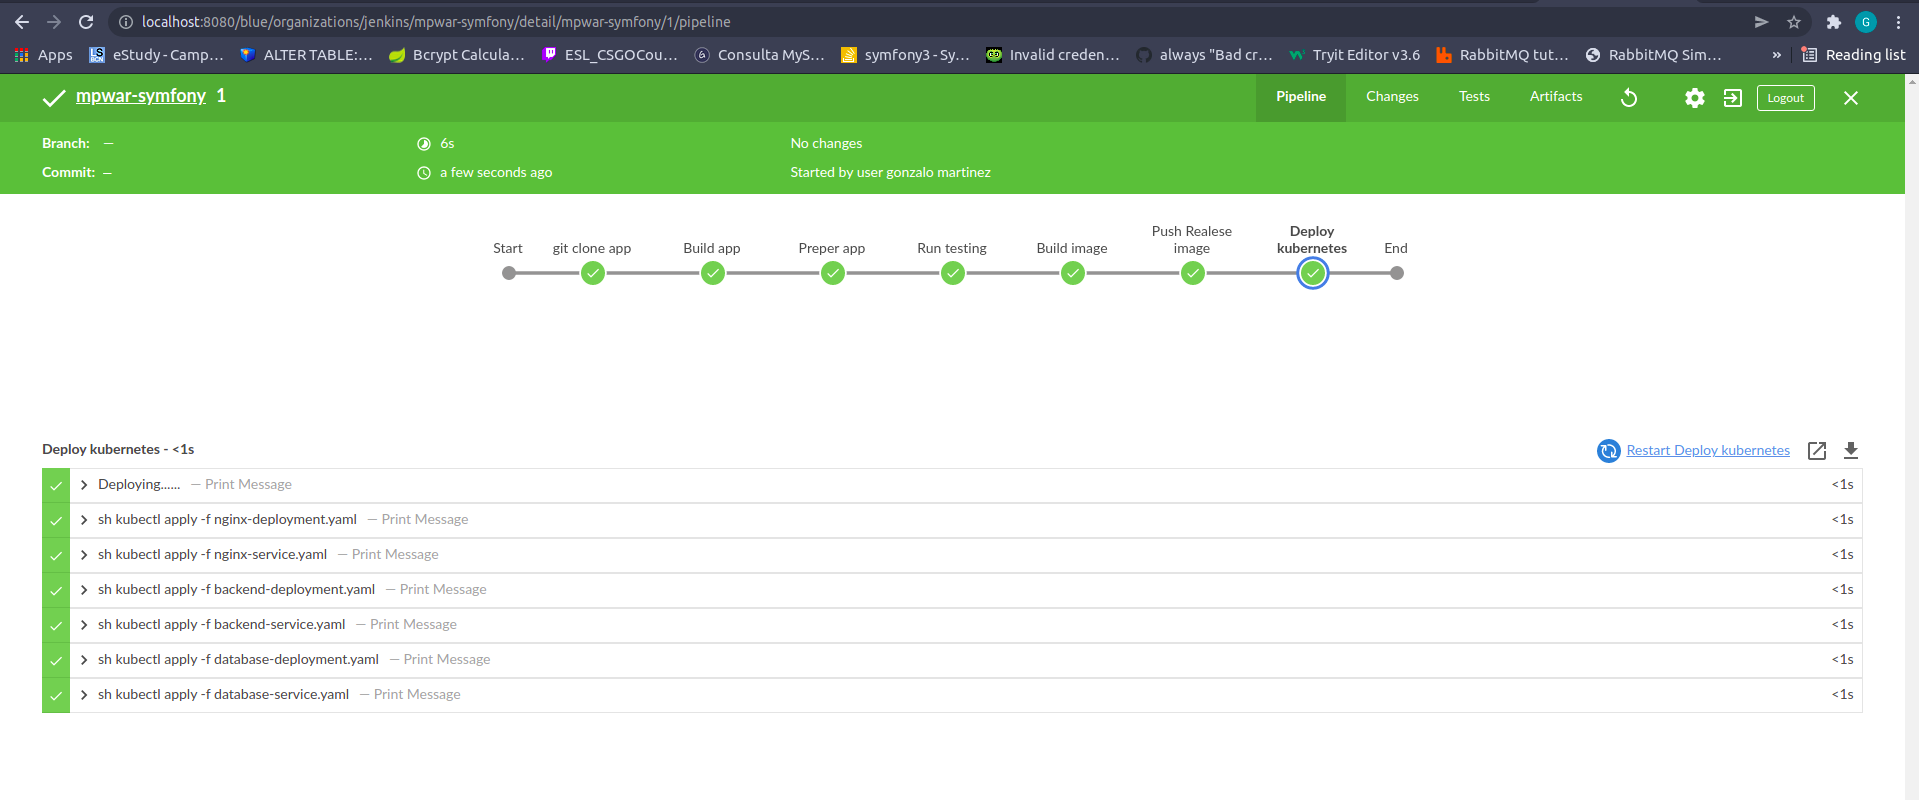 localhost:8080/blue/organizations/jenkins/mpwar-symfony/detail/mpwar-symfony/1/pipeline
G
Apps eStudy - Camp... ALTER TABLE:... Bcrypt Calcula... ESL_CSGOCou... Consulta MyS... symfony3 - Sy... Invalid creden... always "Bad cr... Tryit Editor v3.6 RabbitMQ tut... RabbitMQ Sim... » Reading list
mpwar-symfony 1 Pipeline Changes Tests Artifacts Logout
Branch: — 6s No changes
Commit: — a few seconds ago Started by user gonzalo martinez
Start git clone app Build app Preper app Run testing Build image Push Realese image Deploy kubernetes End
Deploy kubernetes - <1s Restart Deploy kubernetes
Deploying...... — Print Message <1s
sh kubectl apply -f nginx-deployment.yaml — Print Message <1s
sh kubectl apply -f nginx-service.yaml — Print Message <1s
sh kubectl apply -f backend-deployment.yaml — Print Message <1s
sh kubectl apply -f backend-service.yaml — Print Message <1s
sh kubectl apply -f database-deployment.yaml — Print Message <1s
sh kubectl apply -f database-service.yaml — Print Message <1s